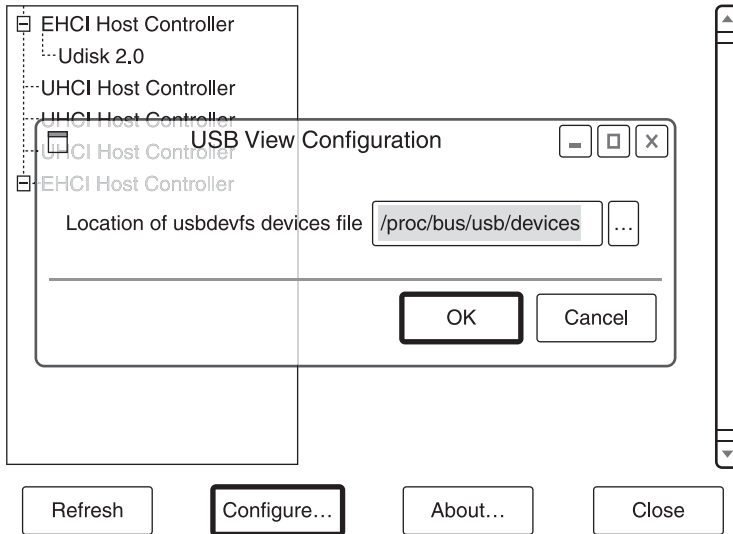 EHCI Host Controller
Udisk 2.0
UHCI Host Controller
UHCI Host Controller
USB View Configuration
UHCI Host Controller
EHCI Host Controller
Location of usbdevfs devices file /proc/bus/usb/devices ...
OK Cancel
Refresh Configure... About... Close